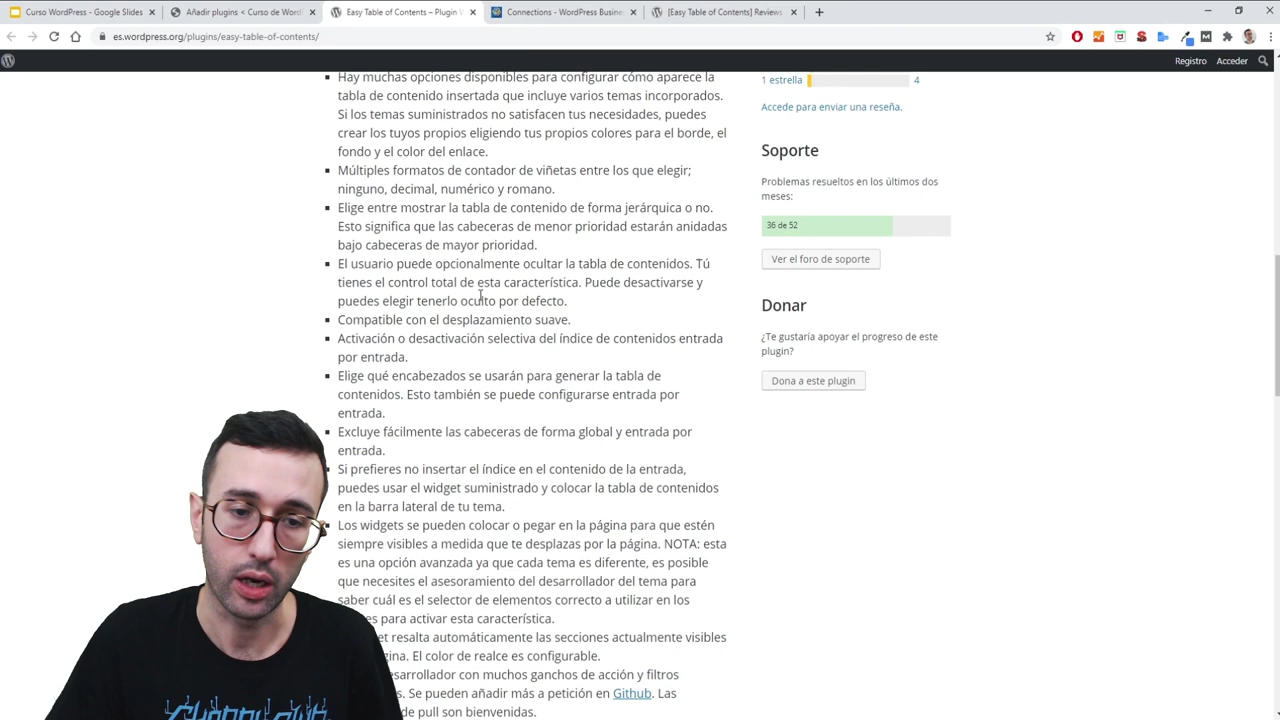 Curso WordPress - Google Slides
Añadir plugins < Curso de WordP
Easy Table of Contents – Plugin W
Connections - WordPress Busine
[Easy Table of Contents] Reviews
es.wordpress.org/plugins/easy-table-of-contents/
Registro
Acceder
Hay muchas opciones disponibles para configurar cómo aparece la
tabla de contenido insertada que incluye varios temas incorporados.
Si los temas suministrados no satisfacen tus necesidades, puedes
crear los tuyos propios eligiendo tus propios colores para el borde, el
fondo y el color del enlace.
Múltiples formatos de contador de viñetas entre los que elegir;
ninguno, decimal, numérico y romano.
Elige entre mostrar la tabla de contenido de forma jerárquica o no.
Esto significa que las cabeceras de menor prioridad estarán anidadas
bajo cabeceras de mayor prioridad.
El usuario puede opcionalmente ocultar la tabla de contenidos. Tú
tienes el control total de esta característica. Puede desactivarse y
puedes elegir tenerlo oculto por defecto.
Compatible con el desplazamiento suave.
Activación o desactivación selectiva del índice de contenidos entrada
por entrada.
Elige qué encabezados se usarán para generar la tabla de
contenidos. Esto también se puede configurarse entrada por
entrada.
Excluye fácilmente las cabeceras de forma global y entrada por
entrada.
Si prefieres no insertar el índice en el contenido de la entrada,
puedes usar el widget suministrado y colocar la tabla de contenidos
en la barra lateral de tu tema.
Los widgets se pueden colocar o pegar en la página para que estén
siempre visibles a medida que te desplazas por la página. NOTA: esta
es una opción avanzada ya que cada tema es diferente, es posible
que necesites el asesoramiento del desarrollador del tema para
saber cuál es el selector de elementos correcto a utilizar en los
para activar esta característica.
resalta automáticamente las secciones actualmente visibles
El color de realce es configurable.
con muchos ganchos de acción y filtros
Se pueden añadir más a petición en Github. Las
de pull son bienvenidas.
1 estrella
4
Accede para enviar una reseña.
Soporte
Problemas resueltos en los últimos dos
meses:
36 de 52
Ver el foro de soporte
Donar
¿Te gustaría apoyar el progreso de este
plugin?
Dona a este plugin